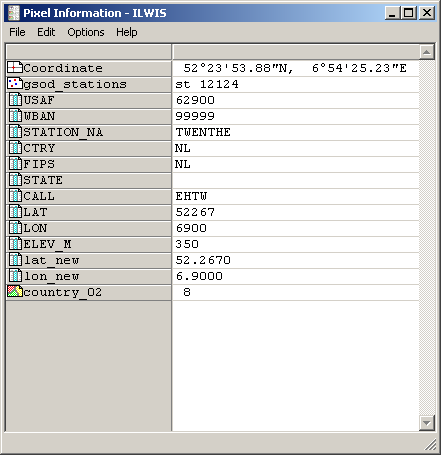 Pixel Information - ILWIS
File Edit Options Help
Coordinate 52°23'53.88"N, 6°54'25.23"E
gsod_stations st 12124
USAF 62900
WBAN 99999
STATION_NA TWENTHE
CTRY NL
FIPS NL
STATE
CALL EHTW
LAT 52267
LON 6900
ELEV_M 350
lat_new 52.2670
lon_new 6.9000
country_02 8